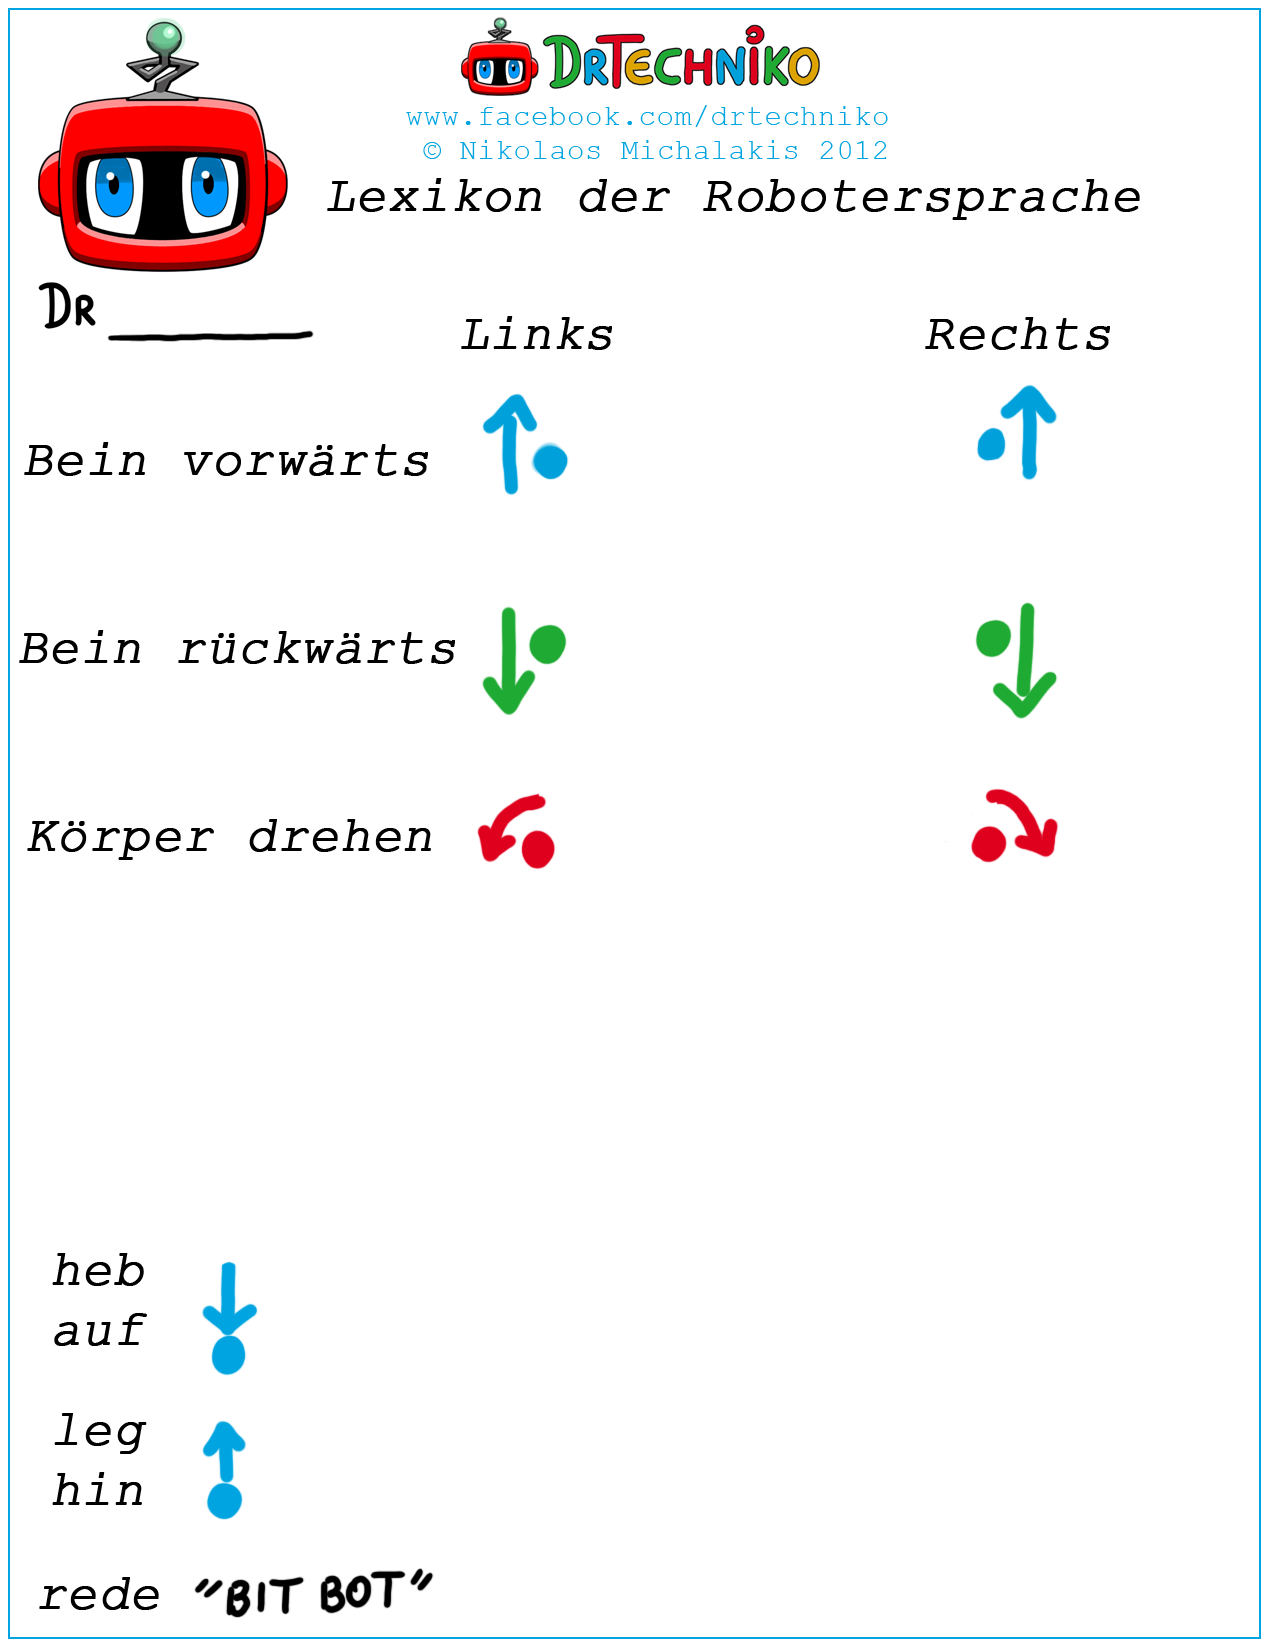 DrTechniko
www.facebook.com/drtechniko
© Nikolaos Michalakis 2012
Lexikon der Robotersprache
Dr
Links Rechts
Bein vorwärts
Bein rückwärts
Körper drehen
heb
auf
leg
hin
rede "BIT BOT"